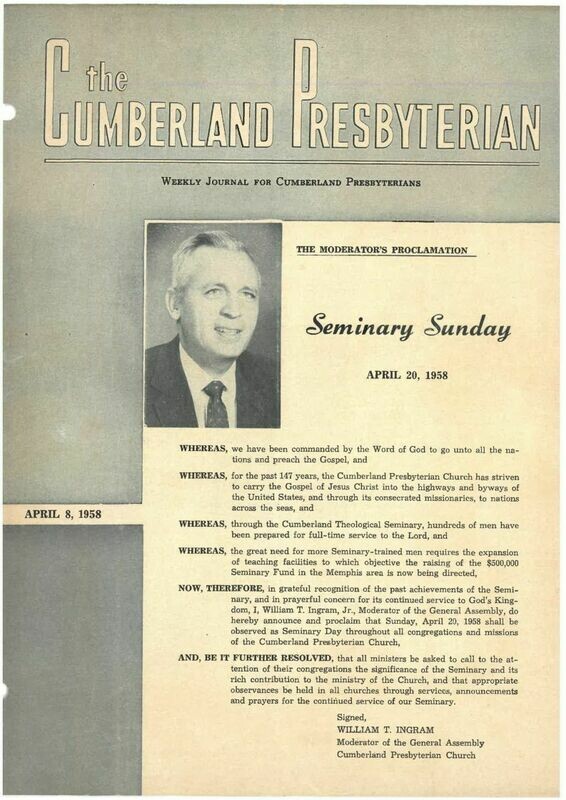 the
CUMBERLAND PRESBYTERIAN
WEEKLY JOURNAL FOR CUMBERLAND PRESBYTERIANS
THE MODERATOR'S PROCLAMATION
Seminary Sunday
APRIL 20, 1958
WHEREAS, we have been commanded by the Word of God to go unto all the na-
tions and preach the Gospel, and
WHEREAS, for the past 147 years, the Cumberland Presbyterian Church has striven
to carry the Gospel of Jesus Christ into the highways and byways of
the United States, and through its consecrated missionaries, to nations
across the seas, and
WHEREAS, through the Cumberland Theological Seminary, hundreds of men have
been prepared for full-time service to the Lord, and
WHEREAS, the great need for more Seminary-trained men requires the expansion
of teaching facilities to which objective the raising of the $500,000
Seminary Fund in the Memphis area is now being directed,
NOW, THEREFORE, in grateful recognition of the past achievements of the Semi-
nary, and in prayerful concern for its continued service to God's King-
dom, I, William T. Ingram, Jr., Moderator of the General Assembly, do
hereby announce and proclaim that Sunday, April 20, 1958 shall be
observed as Seminary Day throughout all congregations and missions
of the Cumberland Presbyterian Church,
AND, BE IT FURTHER RESOLVED, that all ministers be asked to call to the at-
tention of their congregations the significance of the Seminary and its
rich contribution to the ministry of the Church, and that appropriate
observances be held in all churches through services, announcements
and prayers for the continued service of our Seminary.
Signed,
WILLIAM T. INGRAM
Moderator of the General Assembly
Cumberland Presbyterian Church
APRIL 8, 1958